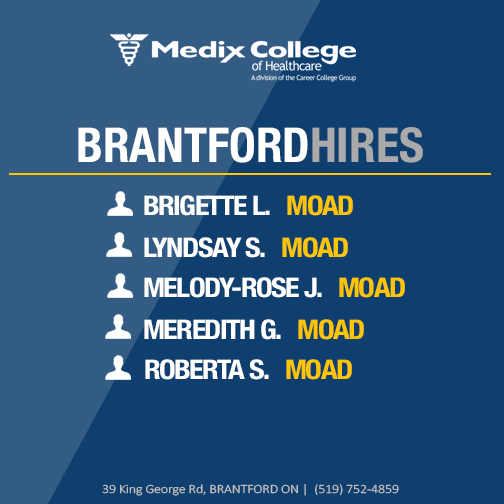 Medix College
of Healthcare
A division of the Career College Group
BRANTFORDHIRES
BRIGETTE L. MOAD
LYNDSAY S. MOAD
MELODY-ROSE J. MOAD
MEREDITH G. MOAD
ROBERTA S. MOAD
39 King George Rd, BRANTFORD ON | (519) 752-4859